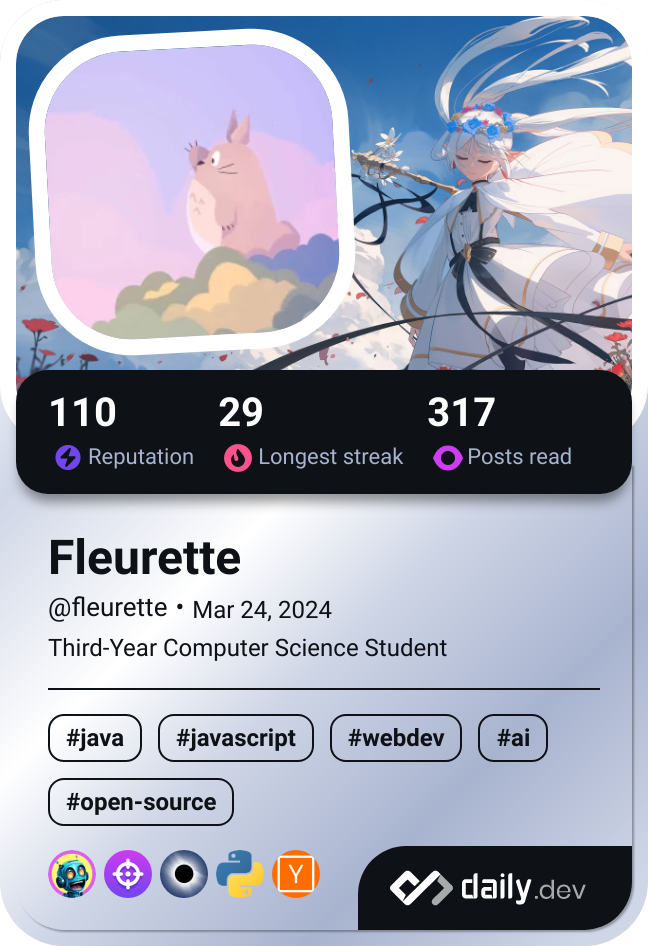 110 29 317
Reputation Longest streak Posts read
Fleurette
@fleurette • Mar 24, 2024
Third-Year Computer Science Student
#java #javascript #webdev #ai
#open-source
Y
daily.dev